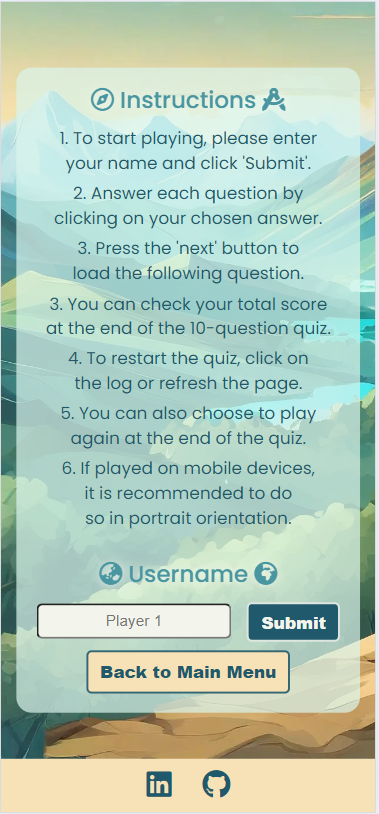 Instructions
1. To start playing, please enter
your name and click 'Submit'.
2. Answer each question by
clicking on your chosen answer.
3. Press the 'next' button to
load the following question.
3. You can check your total score
at the end of the 10-question quiz.
4. To restart the quiz, click on
the log or refresh the page.
5. You can also choose to play
again at the end of the quiz.
6. If played on mobile devices,
it is recommended to do
so in portrait orientation.
Username
Player 1
Submit
Back to Main Menu
in